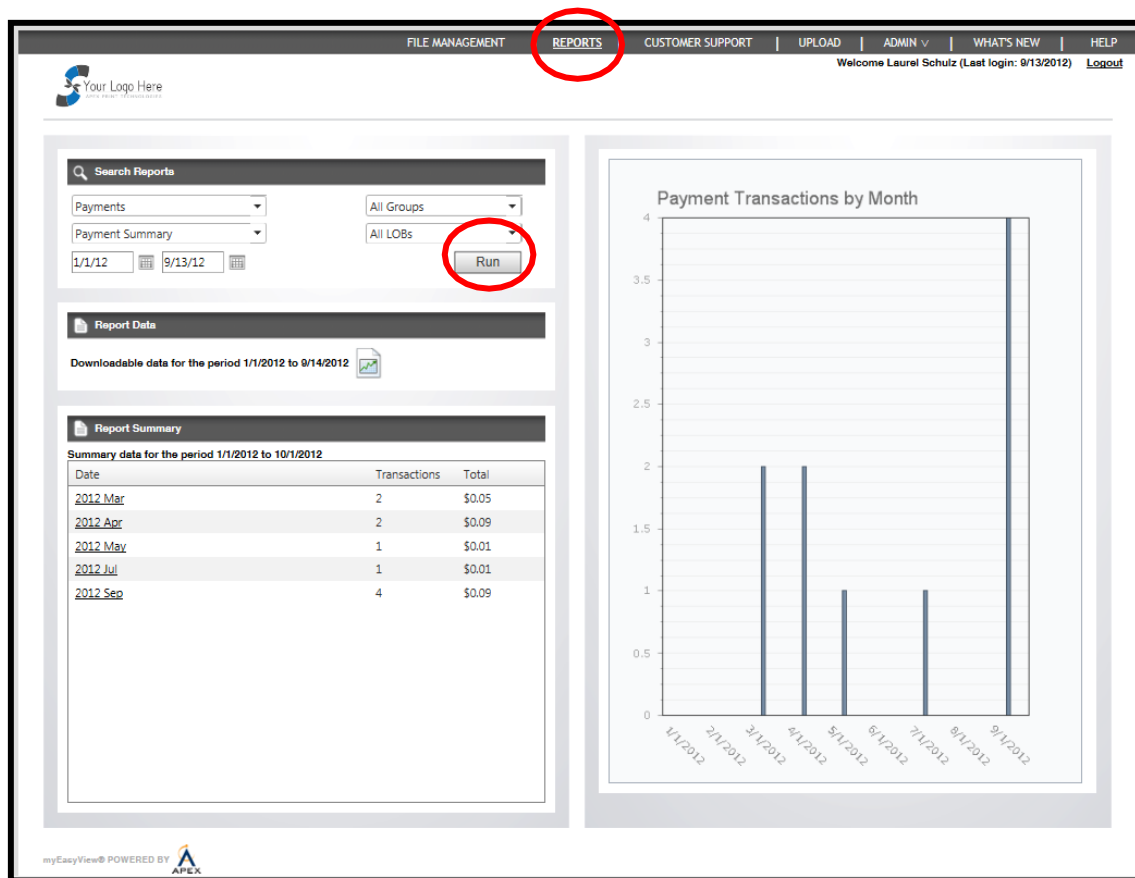 FILE MANAGEMENT REPORTS CUSTOMER SUPPORT | UPLOAD | ADMIN ∨ | WHAT'S NEW | HELP
Welcome Laurel Schulz (Last login: 9/13/2012) Logout
Your Logo Here
APEX PRINT TECHNOLOGIES
Search Reports
Payments All Groups
Payment Summary All LOBs
1/1/12 9/13/12 Run
Report Data
Downloadable data for the period 1/1/2012 to 9/14/2012
Report Summary
Summary data for the period 1/1/2012 to 10/1/2012
Date Transactions Total
2012 Mar 2 $0.05
2012 Apr 2 $0.09
2012 May 1 $0.01
2012 Jul 1 $0.01
2012 Sep 4 $0.09
Payment Transactions by Month
4
3.5
3
2.5
2
1.5
1
0.5
0
1/1/2012 2/1/2012 3/1/2012 4/1/2012 5/1/2012 6/1/2012 7/1/2012 8/1/2012 9/1/2012
myEasyView® POWERED BY APEX